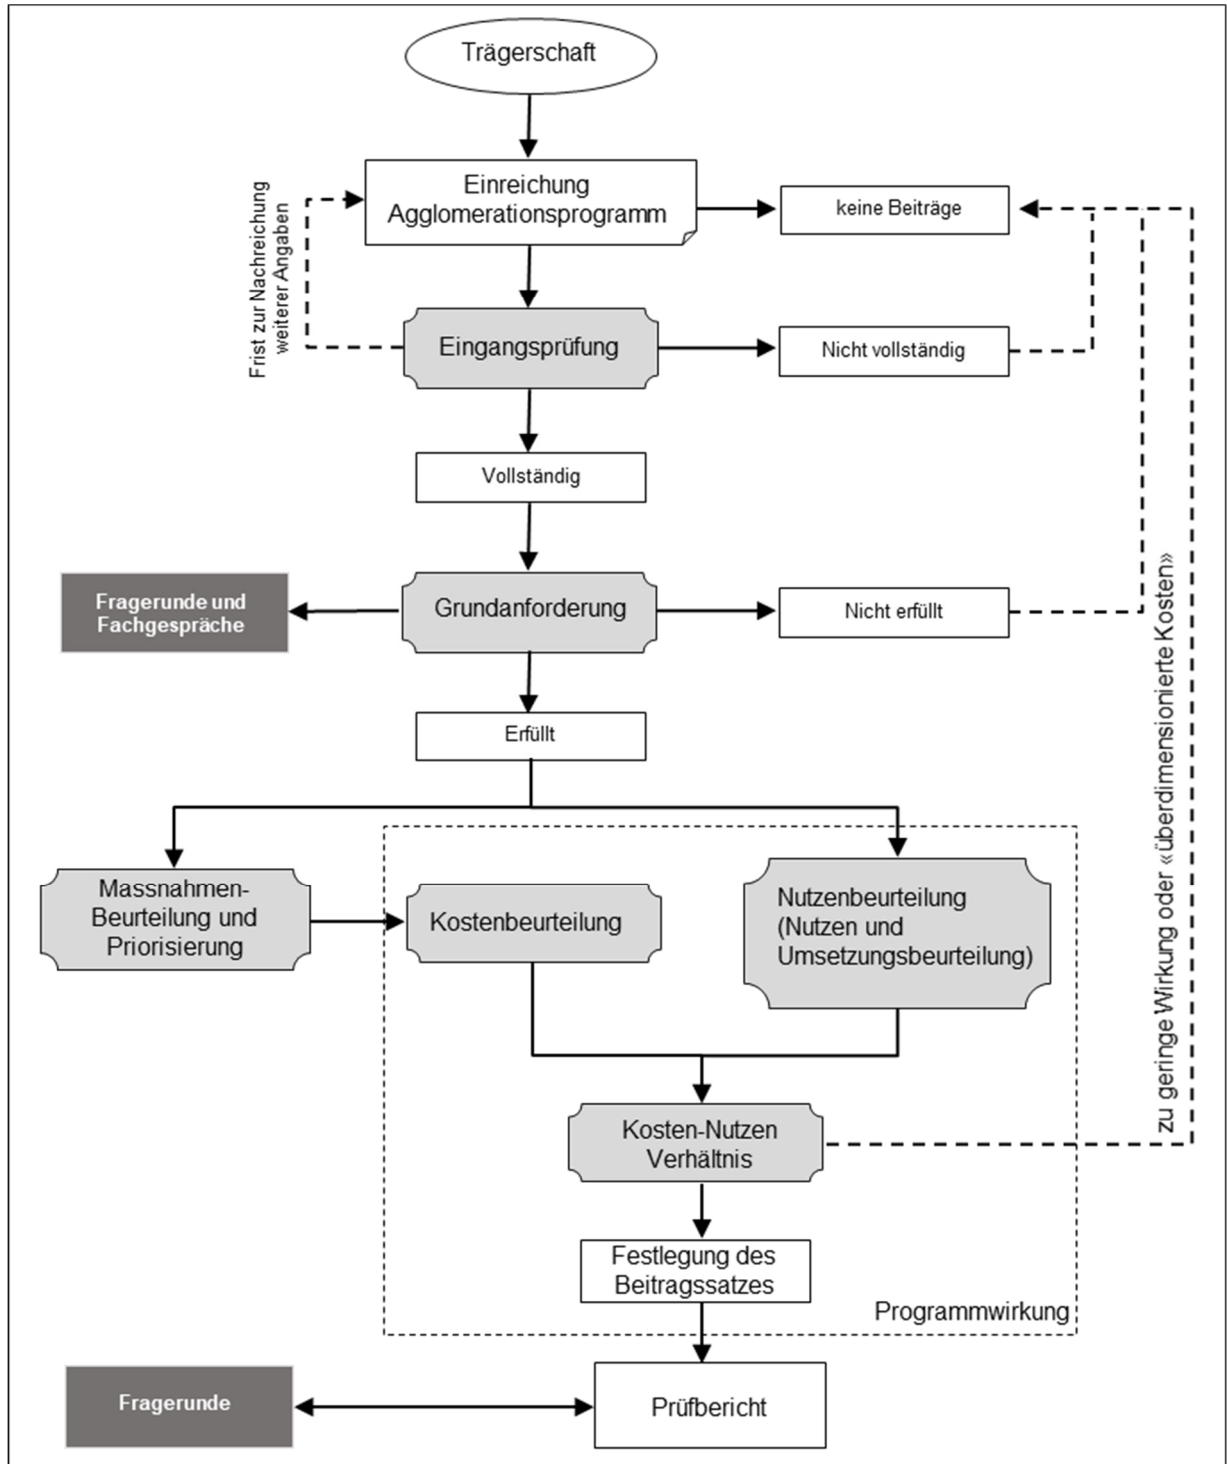 Trägerschaft
Einreichung
Agglomerationsprogramm
keine Beiträge
Frist zur Nachreichung
weiterer Angaben
Eingangsprüfung
Nicht vollständig
Vollständig
Fragerunde und
Fachgespräche
Grundanforderung
Nicht erfüllt
Erfüllt
zu geringe Wirkung oder «überdimensionierte Kosten»
Massnahmen-
Beurteilung und
Priorisierung
Kostenbeurteilung
Nutzenbeurteilung
(Nutzen und
Umsetzungsbeurteilung)
Kosten-Nutzen
Verhältnis
Festlegung des
Beitragssatzes
Programmwirkung
Fragerunde
Prüfbericht